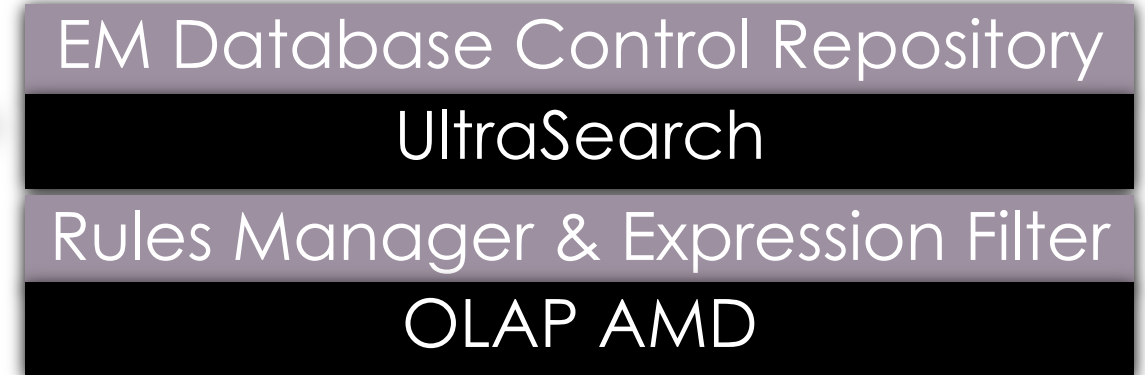 EM Database Control Repository
UltraSearch
Rules Manager & Expression Filter
OLAP AMD